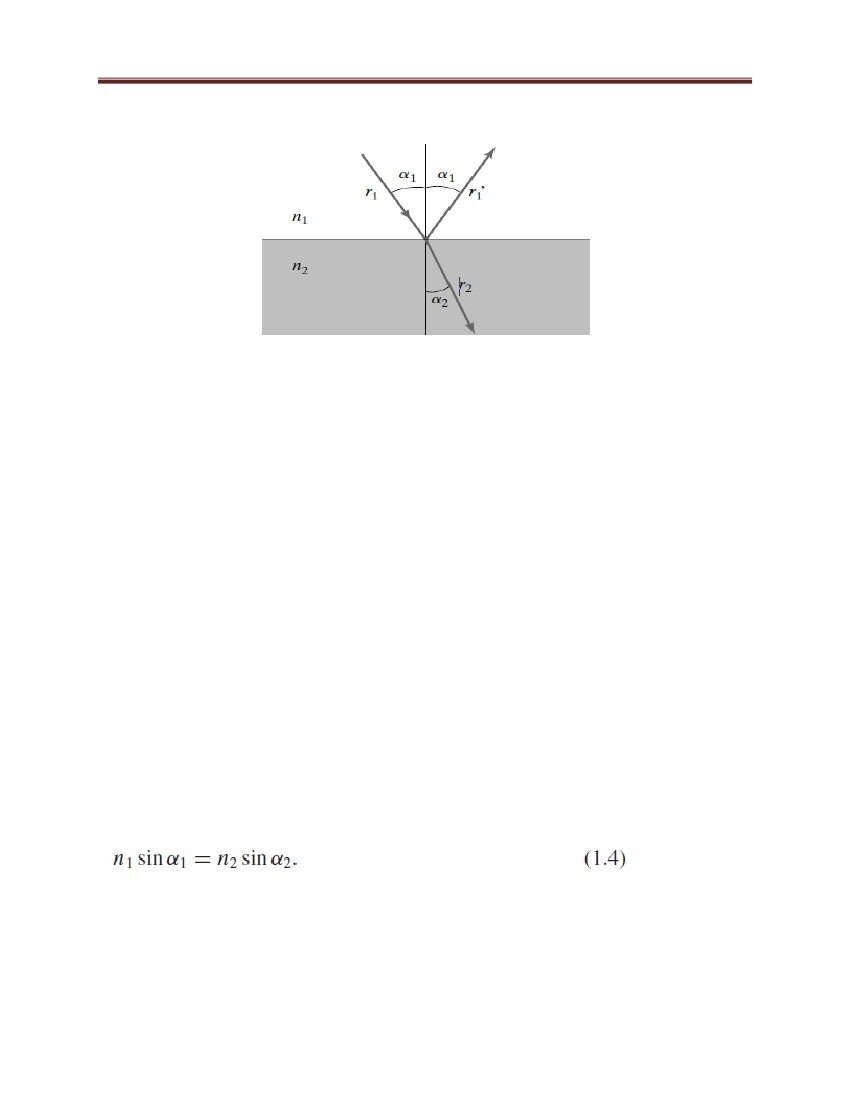 α₁ α₁
r₁ r₁`
n₁
n₂
r₂
α₂
n₁ sin α₁ = n₂ sin α₂. (1.4)